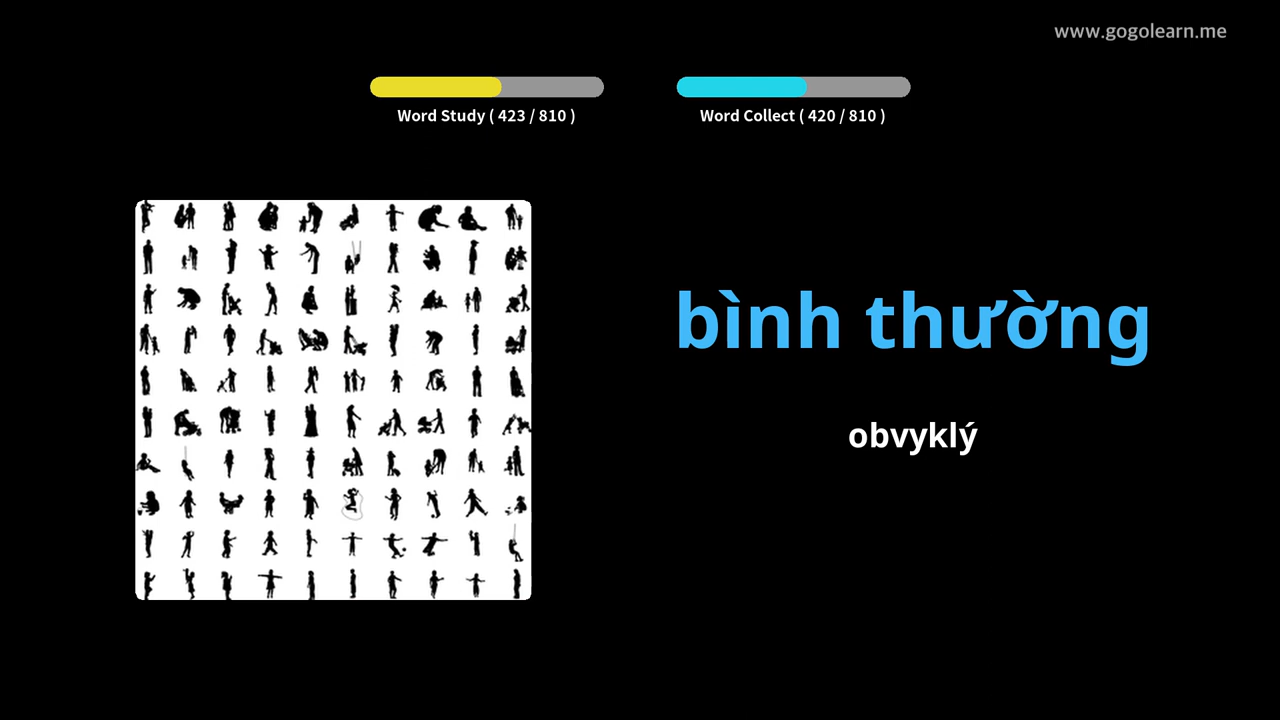 www.gogolearn.me
Word Study ( 423 / 810 )
Word Collect ( 420 / 810 )
bình thường
obvyklý